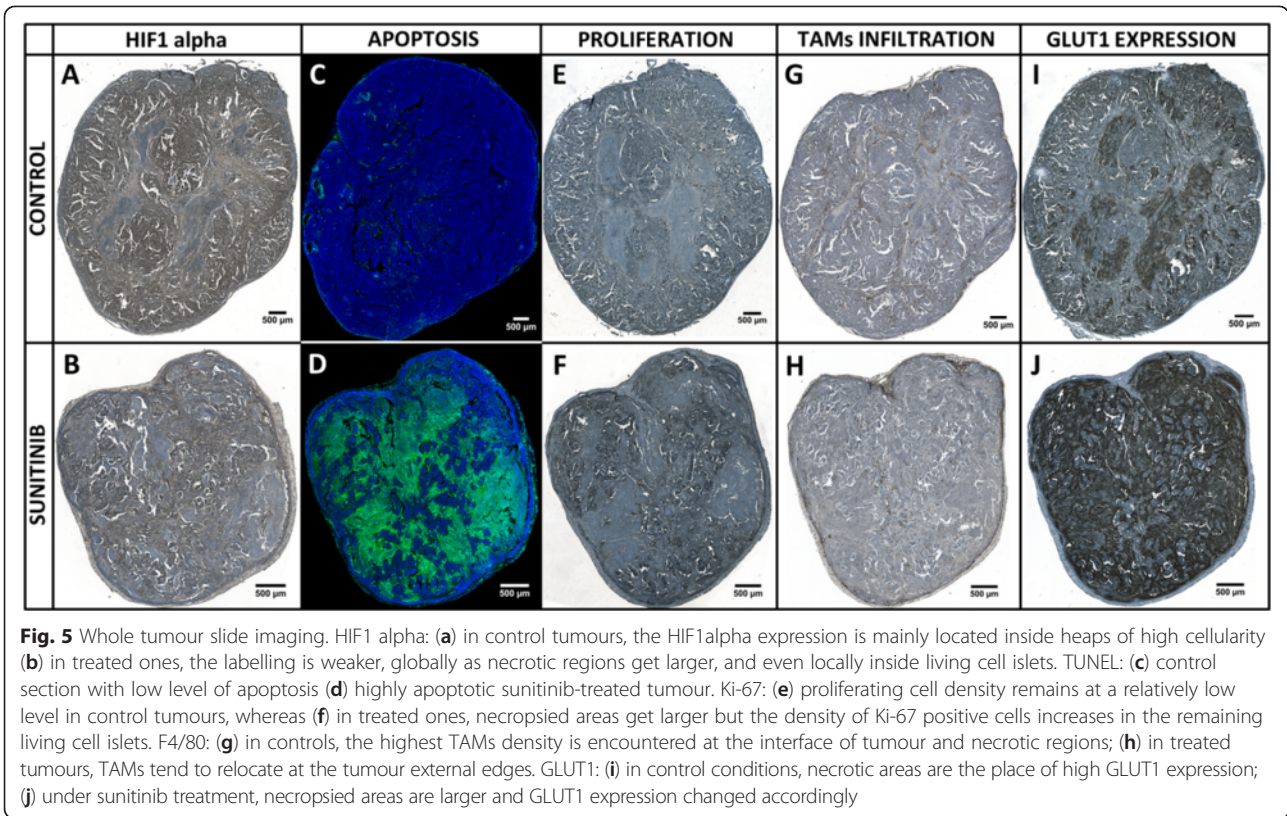 HIF1 alpha APOPTOSIS PROLIFERATION TAMs INFILTRATION GLUT1 EXPRESSION
CONTROL
A C E G I
500 µm 500 µm 500 µm 500 µm 500 µm
SUNITINIB
B D F H J
500 µm 500 µm 500 µm 500 µm 500 µm
Fig. 5 Whole tumour slide imaging. HIF1 alpha: (a) in control tumours, the HIF1alpha expression is mainly located inside heaps of high cellularity
(b) in treated ones, the labelling is weaker, globally as necrotic regions get larger, and even locally inside living cell islets. TUNEL: (c) control
section with low level of apoptosis (d) highly apoptotic sunitinib-treated tumour. Ki-67: (e) proliferating cell density remains at a relatively low
level in control tumours, whereas (f) in treated ones, necropsied areas get larger but the density of Ki-67 positive cells increases in the remaining
living cell islets. F4/80: (g) in controls, the highest TAMs density is encountered at the interface of tumour and necrotic regions; (h) in treated
tumours, TAMs tend to relocate at the tumour external edges. GLUT1: (i) in control conditions, necrotic areas are the place of high GLUT1 expression;
(j) under sunitinib treatment, necropsied areas are larger and GLUT1 expression changed accordingly